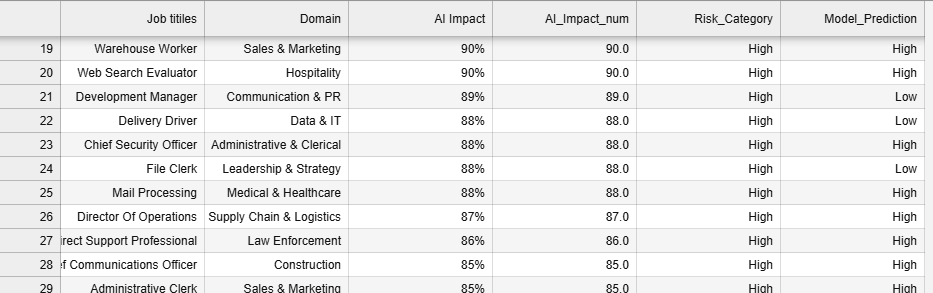 Job titiles Domain AI Impact AI_Impact_num Risk_Category Model_Prediction
19 Warehouse Worker Sales & Marketing 90% 90.0 High High
20 Web Search Evaluator Hospitality 90% 90.0 High High
21 Development Manager Communication & PR 89% 89.0 High Low
22 Delivery Driver Data & IT 88% 88.0 High Low
23 Chief Security Officer Administrative & Clerical 88% 88.0 High High
24 File Clerk Leadership & Strategy 88% 88.0 High Low
25 Mail Processing Medical & Healthcare 88% 88.0 High High
26 Director Of Operations Supply Chain & Logistics 87% 87.0 High High
27 irect Support Professional Law Enforcement 86% 86.0 High High
28 ef Communications Officer Construction 85% 85.0 High High
29 Administrative Clerk Sales & Marketing 85% 85.0 High High